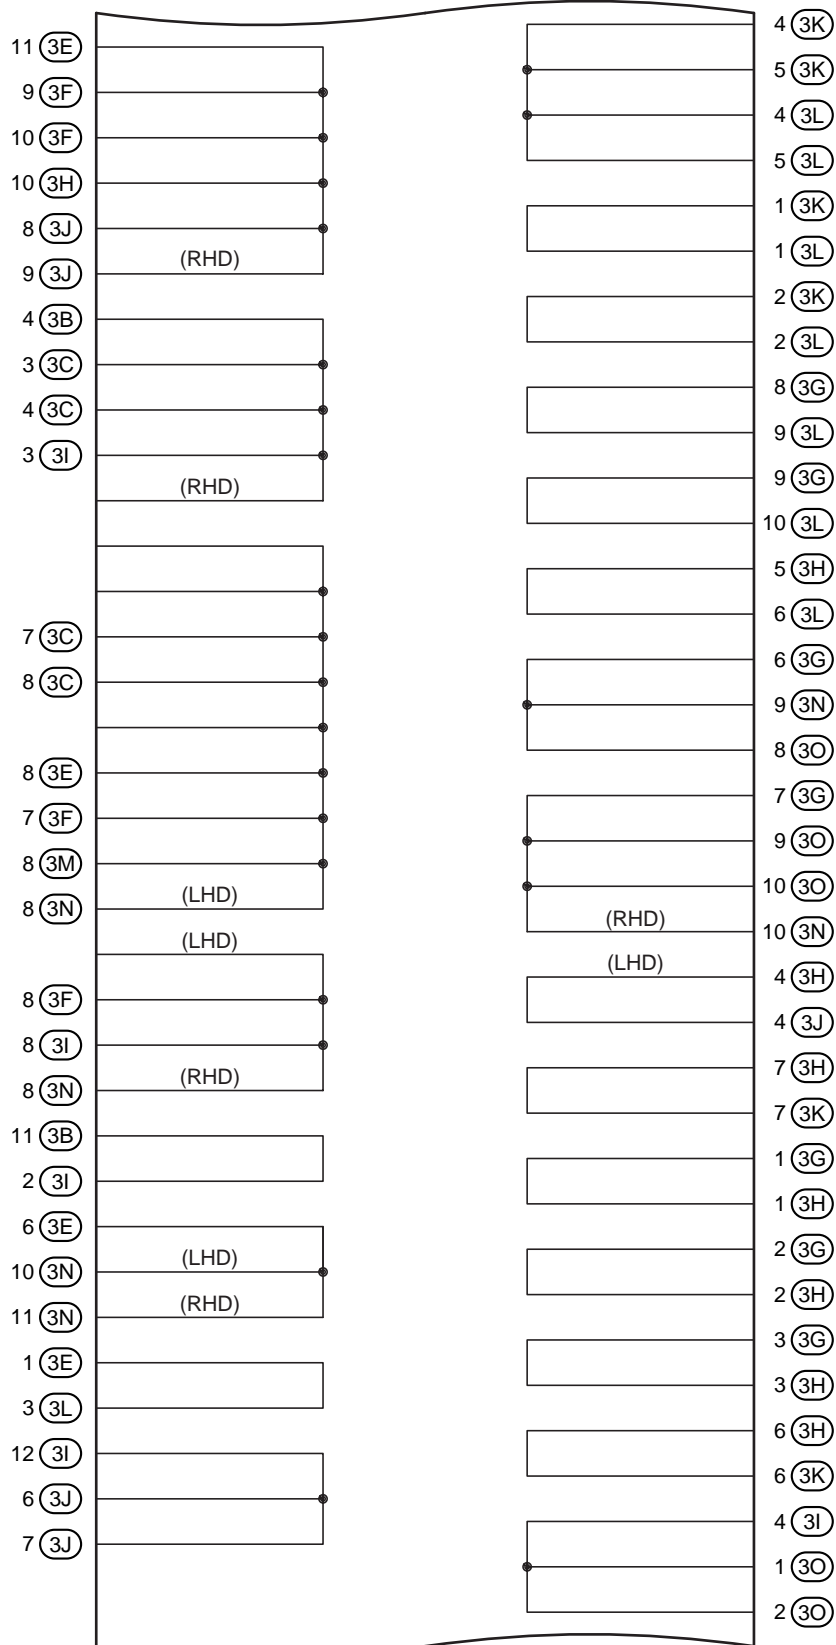 11 3E
9 3F
10 3F
10 3H
8 3J
(RHD)
9 3J
4 3B
3 3C
4 3C
3 3I
(RHD)
7 3C
8 3C
8 3E
7 3F
8 3M
(LHD)
8 3N
(LHD)
8 3F
8 3I
(RHD)
8 3N
11 3B
2 3I
6 3E
(LHD)
10 3N
(RHD)
11 3N
1 3E
3 3L
12 3I
6 3J
7 3J
4 3K
5 3K
4 3L
5 3L
1 3K
1 3L
2 3K
2 3L
8 3G
9 3L
9 3G
10 3L
5 3H
6 3L
6 3G
9 3N
8 3O
7 3G
9 3O
10 3O
(RHD)
10 3N
(LHD)
4 3H
4 3J
7 3H
7 3K
1 3G
1 3H
2 3G
2 3H
3 3G
3 3H
6 3H
6 3K
4 3I
1 3O
2 3O